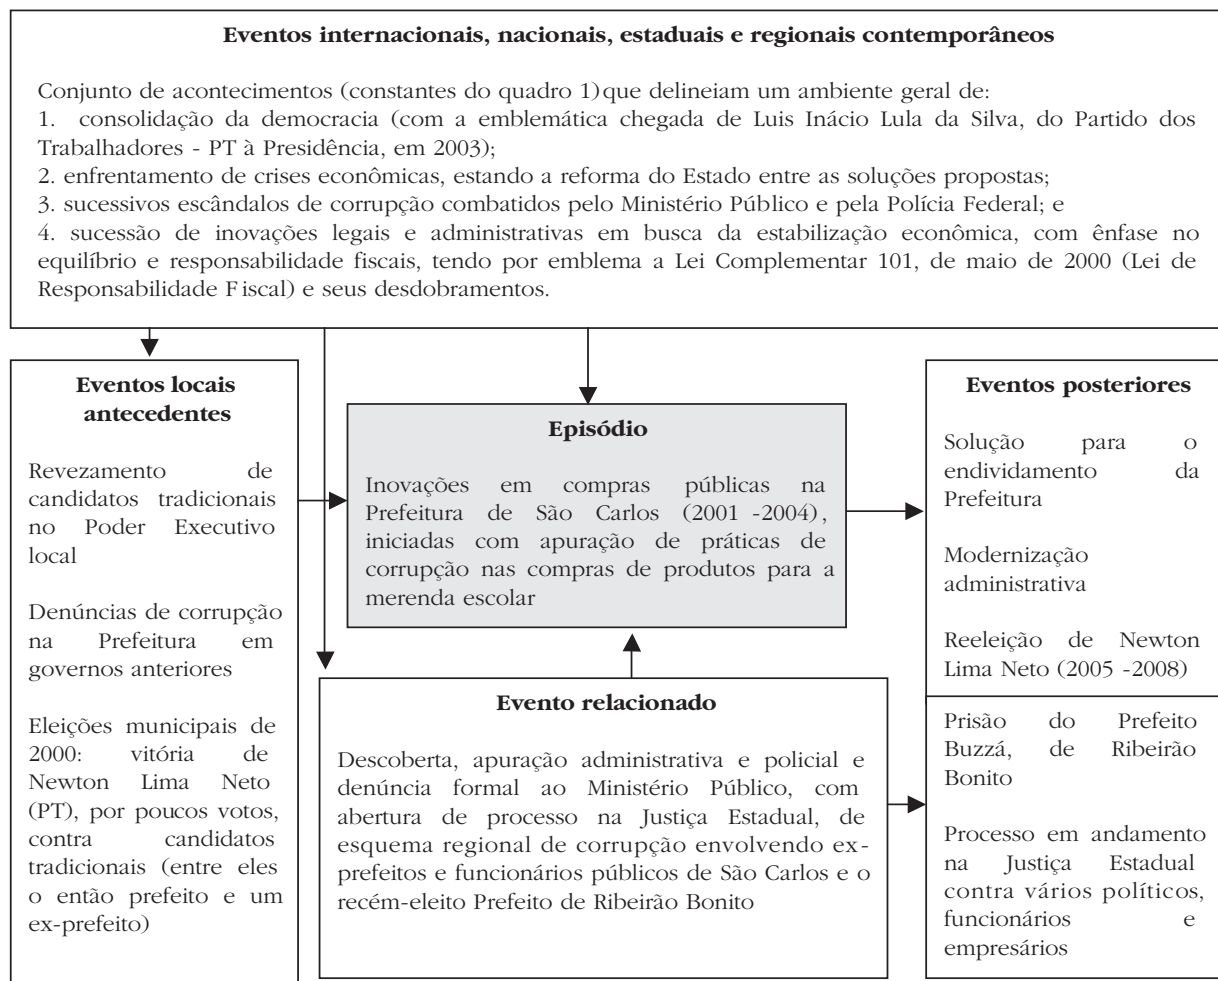 Eventos internacionais, nacionais, estaduais e regionais contemporâneos
Conjunto de acontecimentos (constantes do quadro 1)que delineiam um ambiente geral de:
1. consolidação da democracia (com a emblemática chegada de Luis Inácio Lula da Silva, do Partido dos
Trabalhadores - PT à Presidência, em 2003);
2. enfrentamento de crises econômicas, estando a reforma do Estado entre as soluções propostas;
3. sucessivos escândalos de corrupção combatidos pelo Ministério Público e pela Polícia Federal; e
4. sucessão de inovações legais e administrativas em busca da estabilização econômica, com ênfase no
equilíbrio e responsabilidade fiscais, tendo por emblema a Lei Complementar 101, de maio de 2000 (Lei de
Responsabilidade Fiscal) e seus desdobramentos.
Eventos locais
antecedentes
Revezamento de
candidatos tradicionais
no Poder Executivo
local
Denúncias de corrupção
na Prefeitura em
governos anteriores
Eleições municipais de
2000: vitória de
Newton Lima Neto
(PT), por poucos votos,
contra candidatos
tradicionais (entre eles
o então prefeito e um
ex-prefeito)
Episódio
Inovações em compras públicas na
Prefeitura de São Carlos (2001 -2004),
iniciadas com apuração de práticas de
corrupção nas compras de produtos para a
merenda escolar
Evento relacionado
Descoberta, apuração administrativa e policial e
denúncia formal ao Ministério Público, com
abertura de processo na Justiça Estadual, de
esquema regional de corrupção envolvendo ex-
prefeitos e funcionários públicos de São Carlos e o
recém-eleito Prefeito de Ribeirão Bonito
Eventos posteriores
Solução para o
endividamento da
Prefeitura
Modernização
administrativa
Reeleição de Newton
Lima Neto (2005 -2008)
Prisão do Prefeito
Buzzá, de Ribeirão
Bonito
Processo em andamento
na Justiça Estadual
contra vários políticos,
funcionários e
empresários